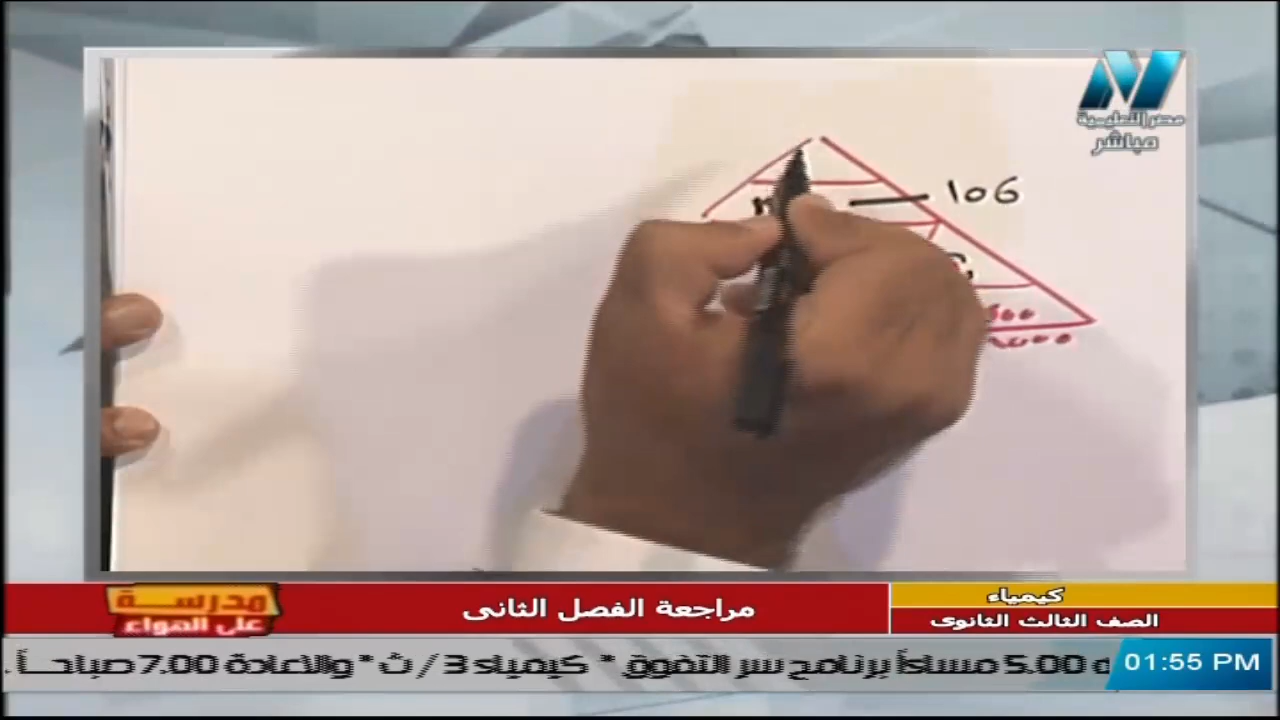 مصر التعليمية
مباشر
106
كيمياء
الصف الثالث الثانوى
مراجعة الفصل الثانى
مدرسة
على الهواء
5.00 مساءاً برنامج سر التفوق " كيمياء 3/ ث " والاعادة 7.00 صباحـــاً .
01:55 PM